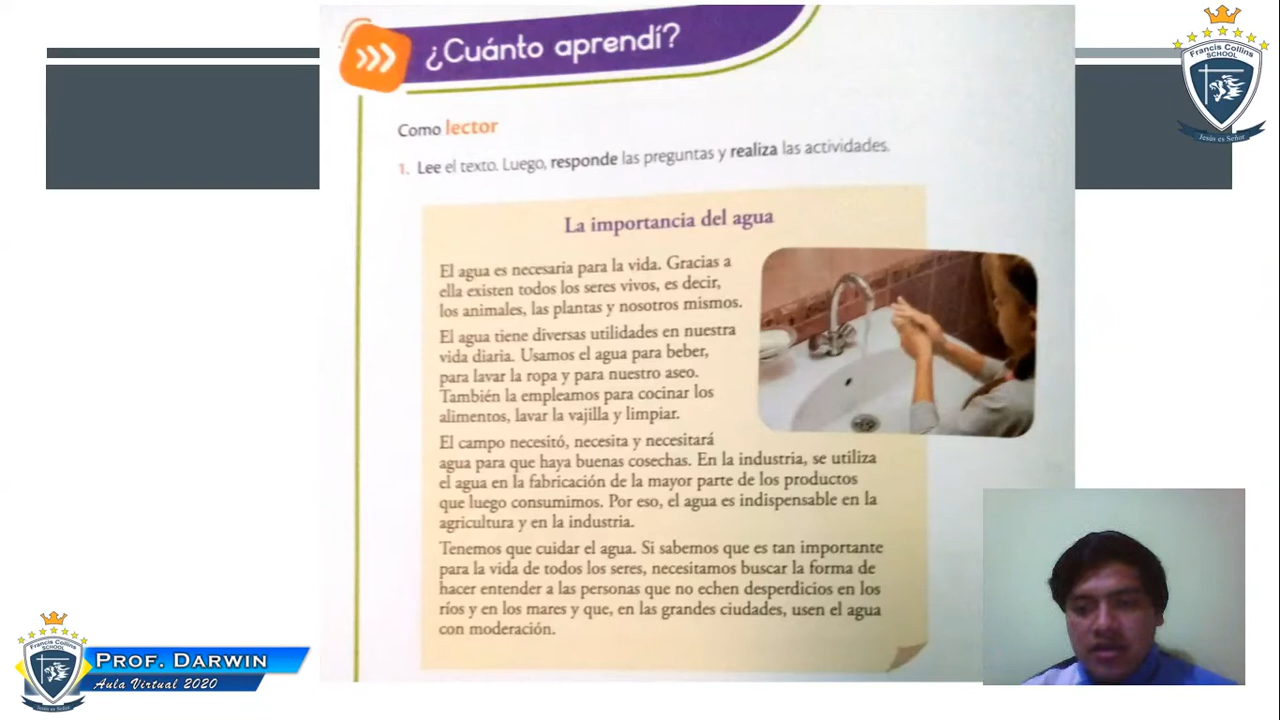 ¿Cuánto aprendí?
Francis Collins
SCHOOL
Jesús es Señor
Como lector
1. Lee el texto. Luego, responde las preguntas y realiza las actividades.
La importancia del agua
El agua es necesaria para la vida. Gracias a
ella existen todos los seres vivos, es decir,
los animales, las plantas y nosotros mismos.
El agua tiene diversas utilidades en nuestra
vida diaria. Usamos el agua para beber,
para lavar la ropa y para nuestro aseo.
También la empleamos para cocinar los
alimentos, lavar la vajilla y limpiar.
El campo necesitó, necesita y necesitará
agua para que haya buenas cosechas. En la industria, se utiliza
el agua en la fabricación de la mayor parte de los productos
que luego consumimos. Por eso, el agua es indispensable en la
agricultura y en la industria.
Tenemos que cuidar el agua. Si sabemos que es tan importante
para la vida de todos los seres, necesitamos buscar la forma de
hacer entender a las personas que no echen desperdicios en los
ríos y en los mares y que, en las grandes ciudades, usen el agua
con moderación.
Francis Collins
SCHOOL
Jesús es Señor
PROF. DARWIN
Aula Virtual 2020